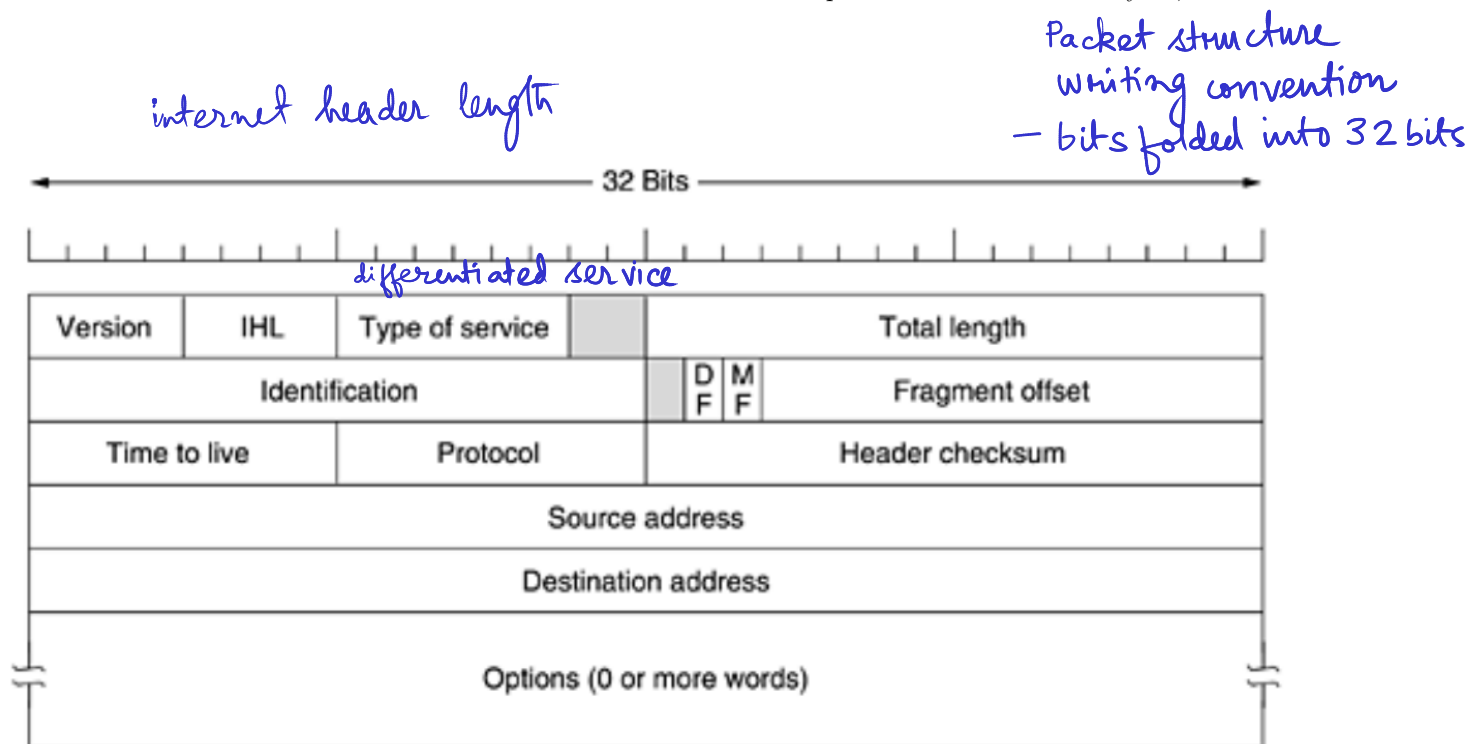 Packet structure
writing convention
internet header length
- bits folded into 32 bits
32 Bits
differentiated service
Version IHL Type of service Total length
Identification DF MF Fragment offset
Time to live Protocol Header checksum
Source address
Destination address
Options (0 or more words)